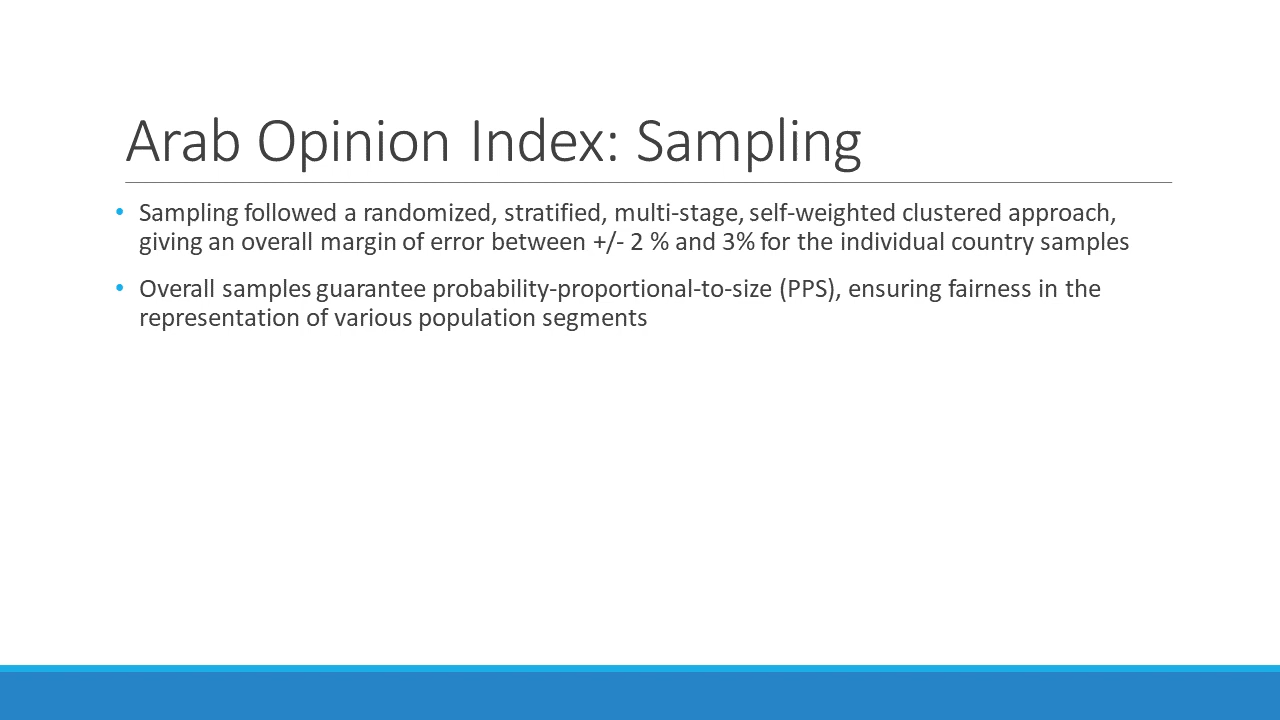 Arab Opinion Index: Sampling
• Sampling followed a randomized, stratified, multi-stage, self-weighted clustered approach,
giving an overall margin of error between +/- 2 % and 3% for the individual country samples
• Overall samples guarantee probability-proportional-to-size (PPS), ensuring fairness in the
representation of various population segments